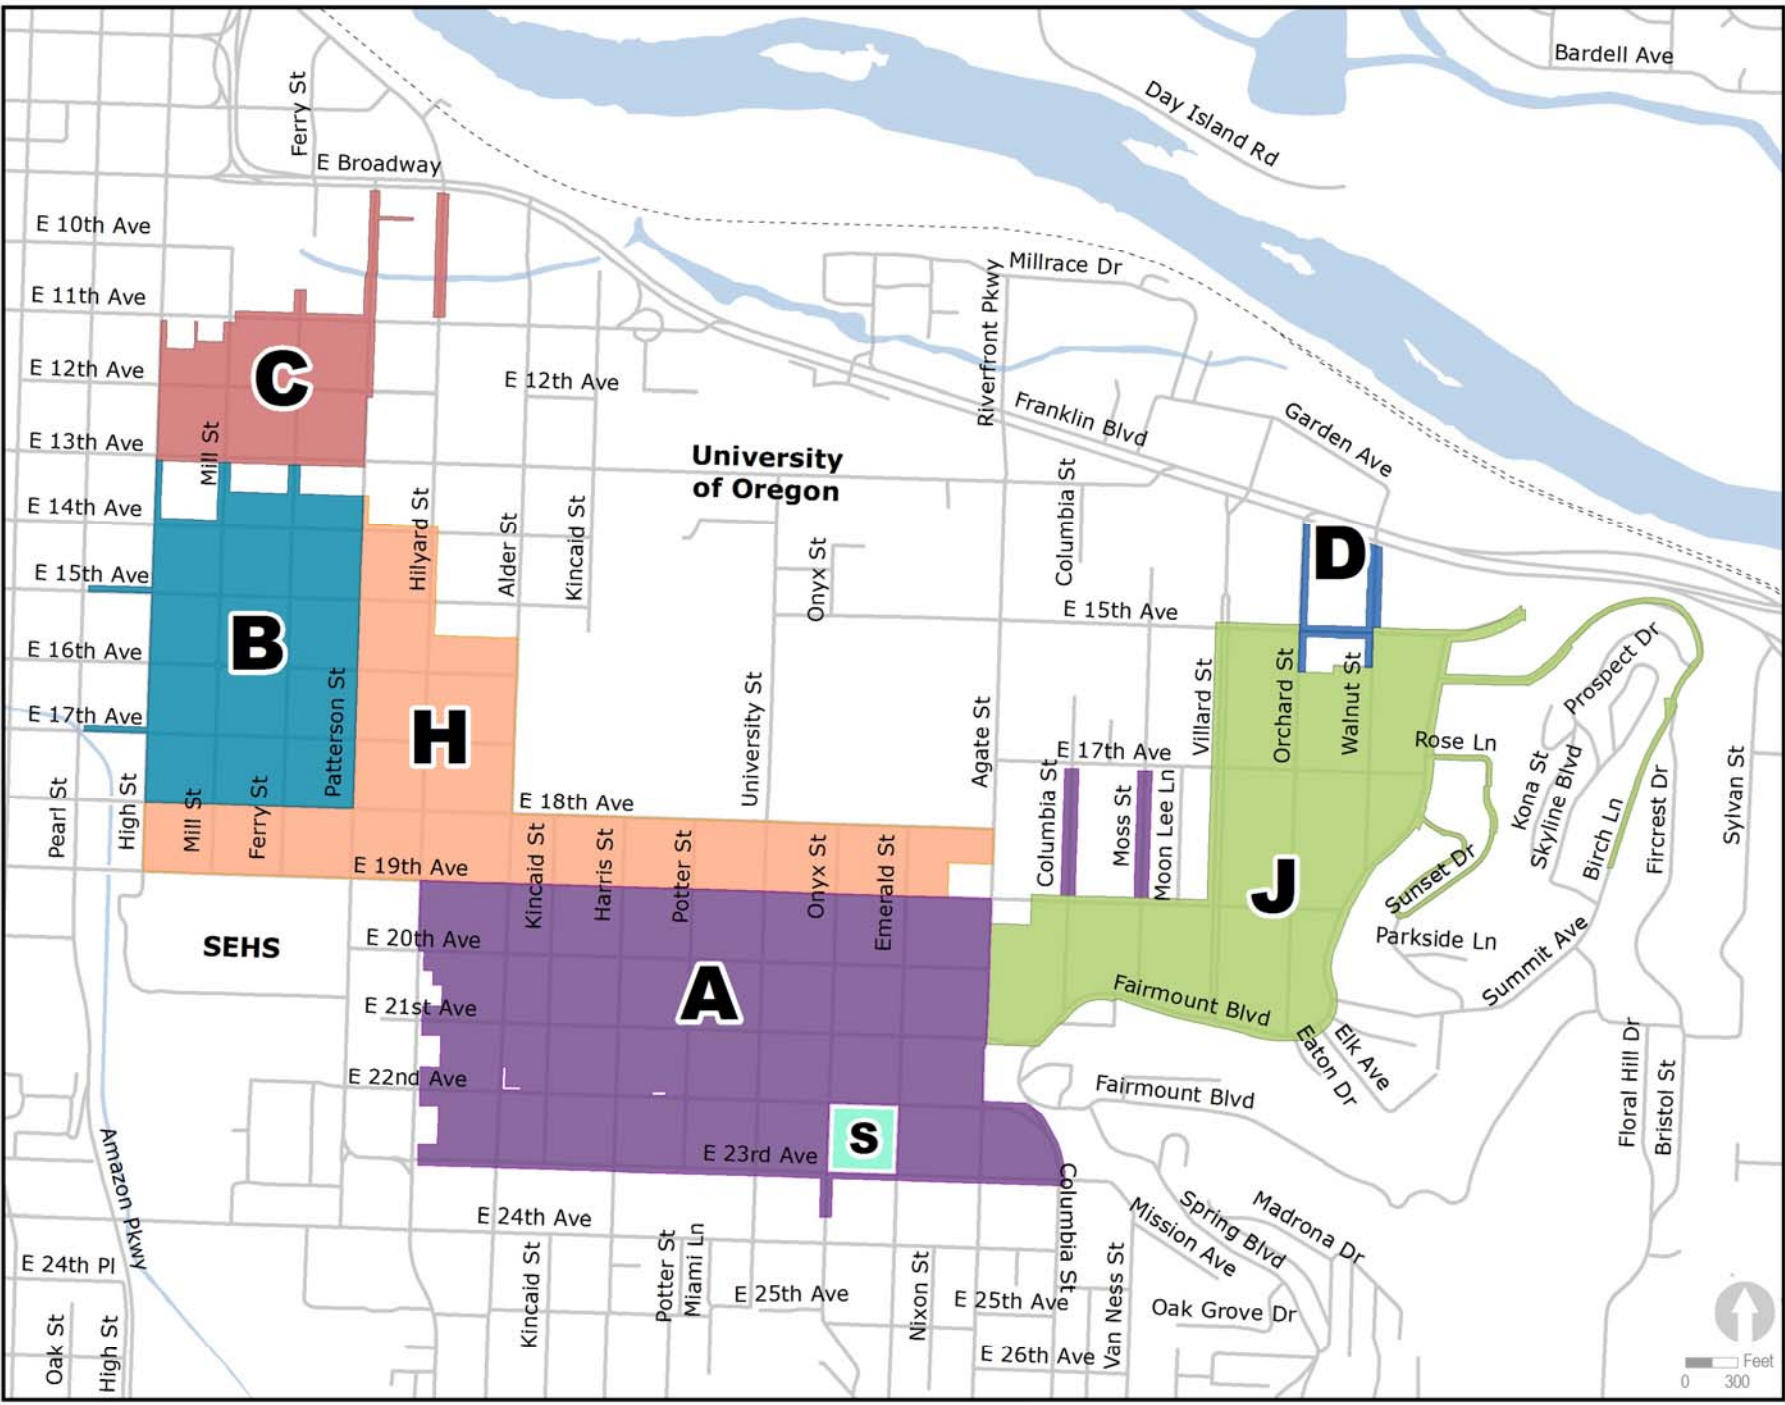 Bardell Ave
Day Island Rd
Ferry St
E Broadway
E 10th Ave
Millrace Dr
E 11th Ave
Riverfront Pkwy
E 12th Ave
C
E 12th Ave
Franklin Blvd
Garden Ave
E 13th Ave
Mill St
University
of Oregon
E 14th Ave
Hilyard St
Alder St
Kincaid St
Onyx St
Columbia St
D
E 15th Ave
E 15th Ave
B
E 16th Ave
Patterson St
H
University St
Agate St
Villard St
Orchard St
Walnut St
Prospect Dr
E 17th Ave
E 17th Ave
Rose Ln
Kona St
Skyline Blvd
Birch Ln
Fircrest Dr
Sylvan St
Pearl St
High St
Mill St
Ferry St
E 18th Ave
Columbia St
Moss St
Moon Lee Ln
E 19th Ave
Kincaid St
Harris St
Potter St
Onyx St
Emerald St
J
Sunset Dr
Parkside Ln
Summit Ave
SEHS
E 20th Ave
A
E 21st Ave
Fairmount Blvd
Eaton Dr
Elk Ave
Floral Hill Dr
Bristol St
E 22nd Ave
Fairmount Blvd
S
E 23rd Ave
Amazon Pkwy
Columbia St
Mission Ave
Spring Blvd
Madrona Dr
E 24th Ave
E 24th Pl
Kincaid St
Potter St
Miami Ln
E 25th Ave
Nixon St
E 25th Ave
Van Ness St
Oak Grove Dr
Oak St
High St
E 26th Ave
Feet
0 300